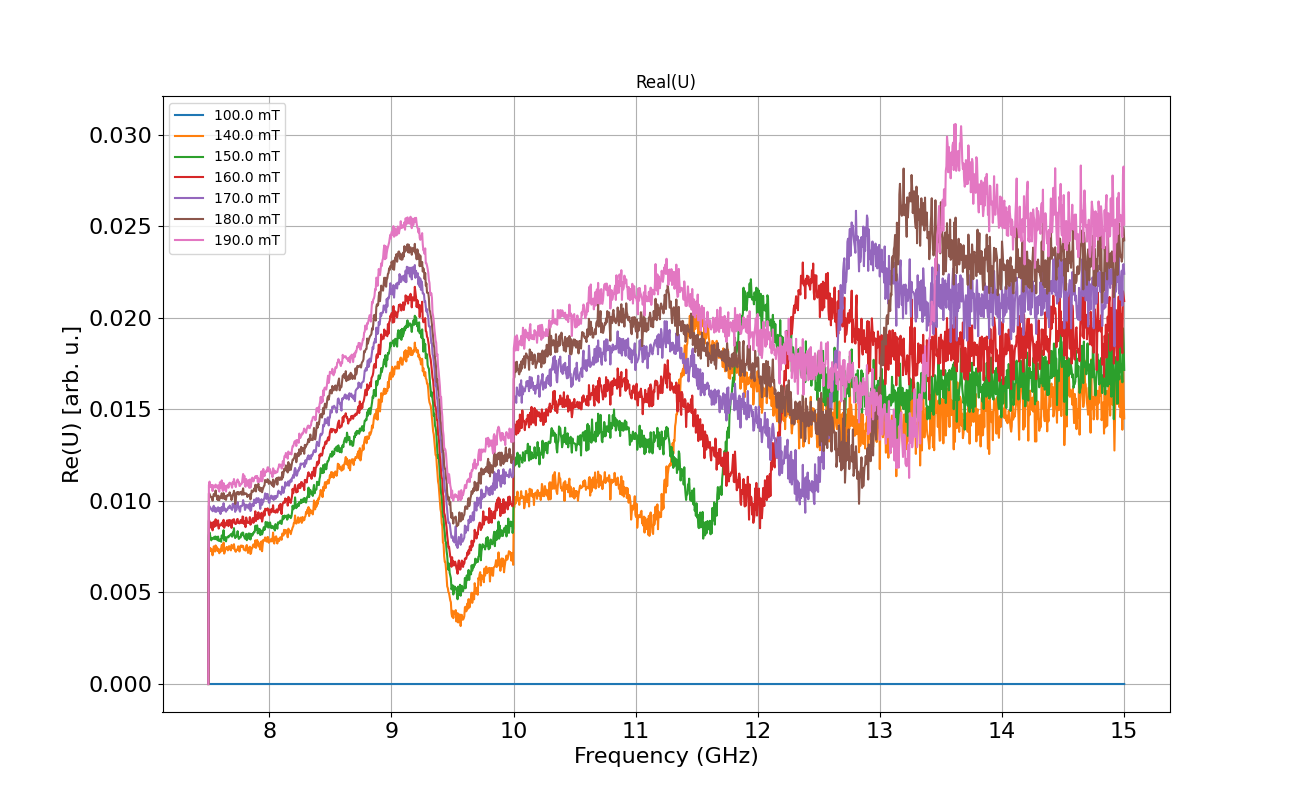 Real(U)
100.0 mT
140.0 mT
150.0 mT
160.0 mT
170.0 mT
180.0 mT
190.0 mT
0.030
0.025
0.020
0.015
0.010
0.005
0.000
Re(U) [arb. u.]
8 9 10 11 12 13 14 15
Frequency (GHz)